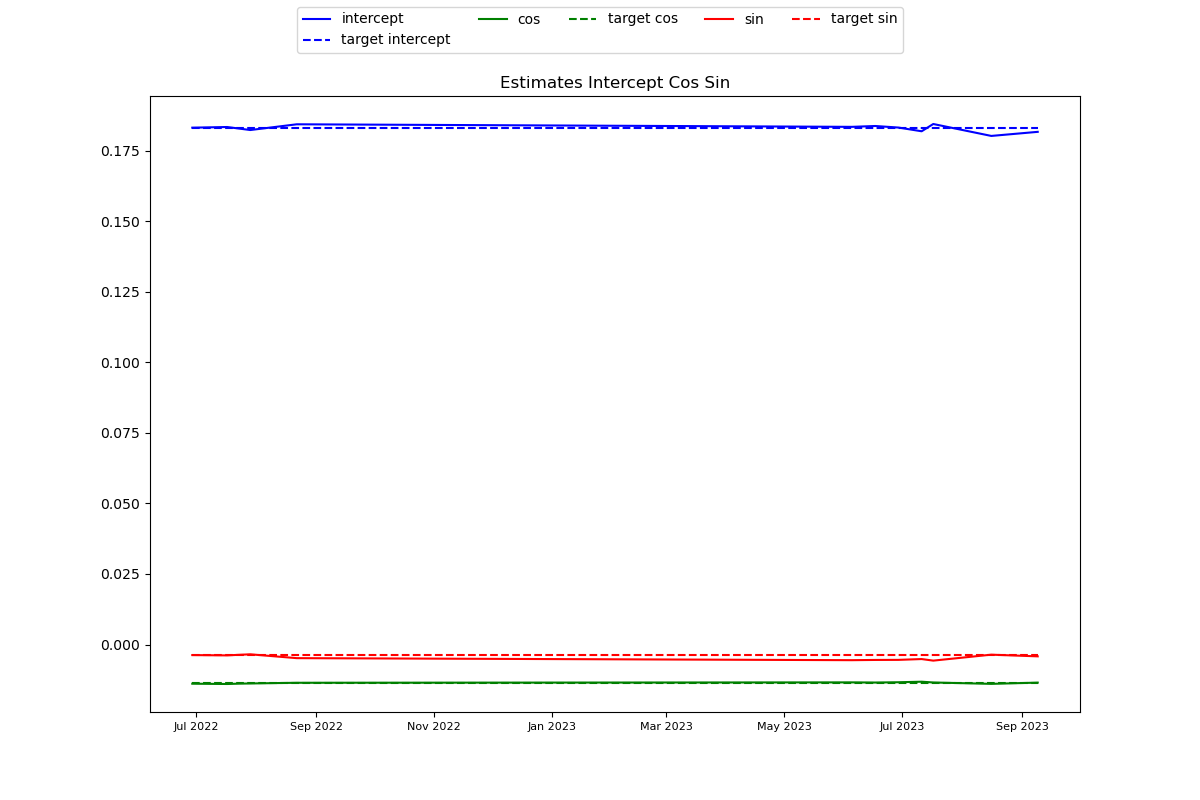 intercept cos target cos sin target sin
target intercept
Estimates Intercept Cos Sin
0.175
0.150
0.125
0.100
0.075
0.050
0.025
0.000
Jul 2022 Sep 2022 Nov 2022 Jan 2023 Mar 2023 May 2023 Jul 2023 Sep 2023